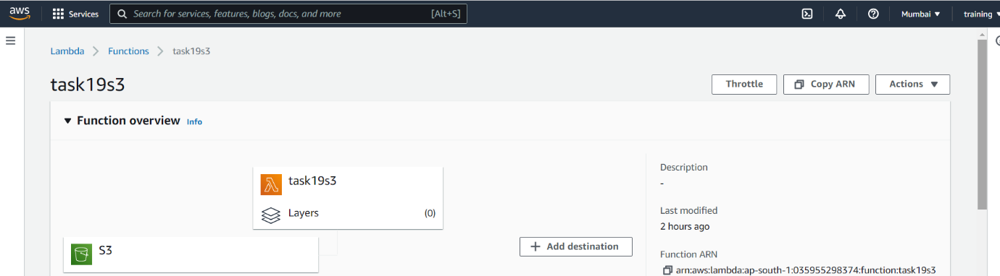 aws Services Search for services, features, blogs, docs, and more [Alt+S] Mumbai ▼ training ▼
Lambda > Functions > task19s3
task19s3
Throttle Copy ARN Actions ▼
▼ Function overview Info
task19s3
Layers (0)
S3
+ Add destination
Description
-
Last modified
2 hours ago
Function ARN
arn:aws:lambda:ap-south-1:035955298374:function:task19s3